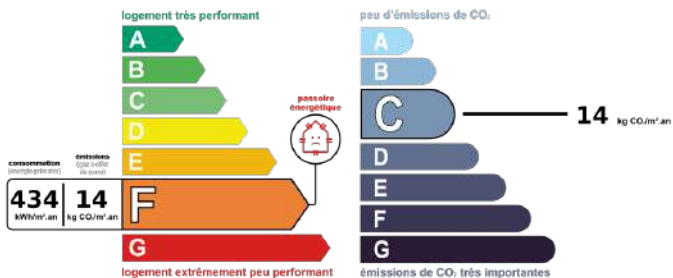 logement très performant
A
B
C
D
E
F
G
passoire
énergétique
consommation
(énergie primaire)
émissions
(gaz à effet
de serre)
434
kWh/m².an
14
kg CO₂/m².an
logement extrêmement peu performant
peu d'émissions de CO₂
A
B
C
D
E
F
G
14
kg CO₂/m².an
émissions de CO₂ très importantes